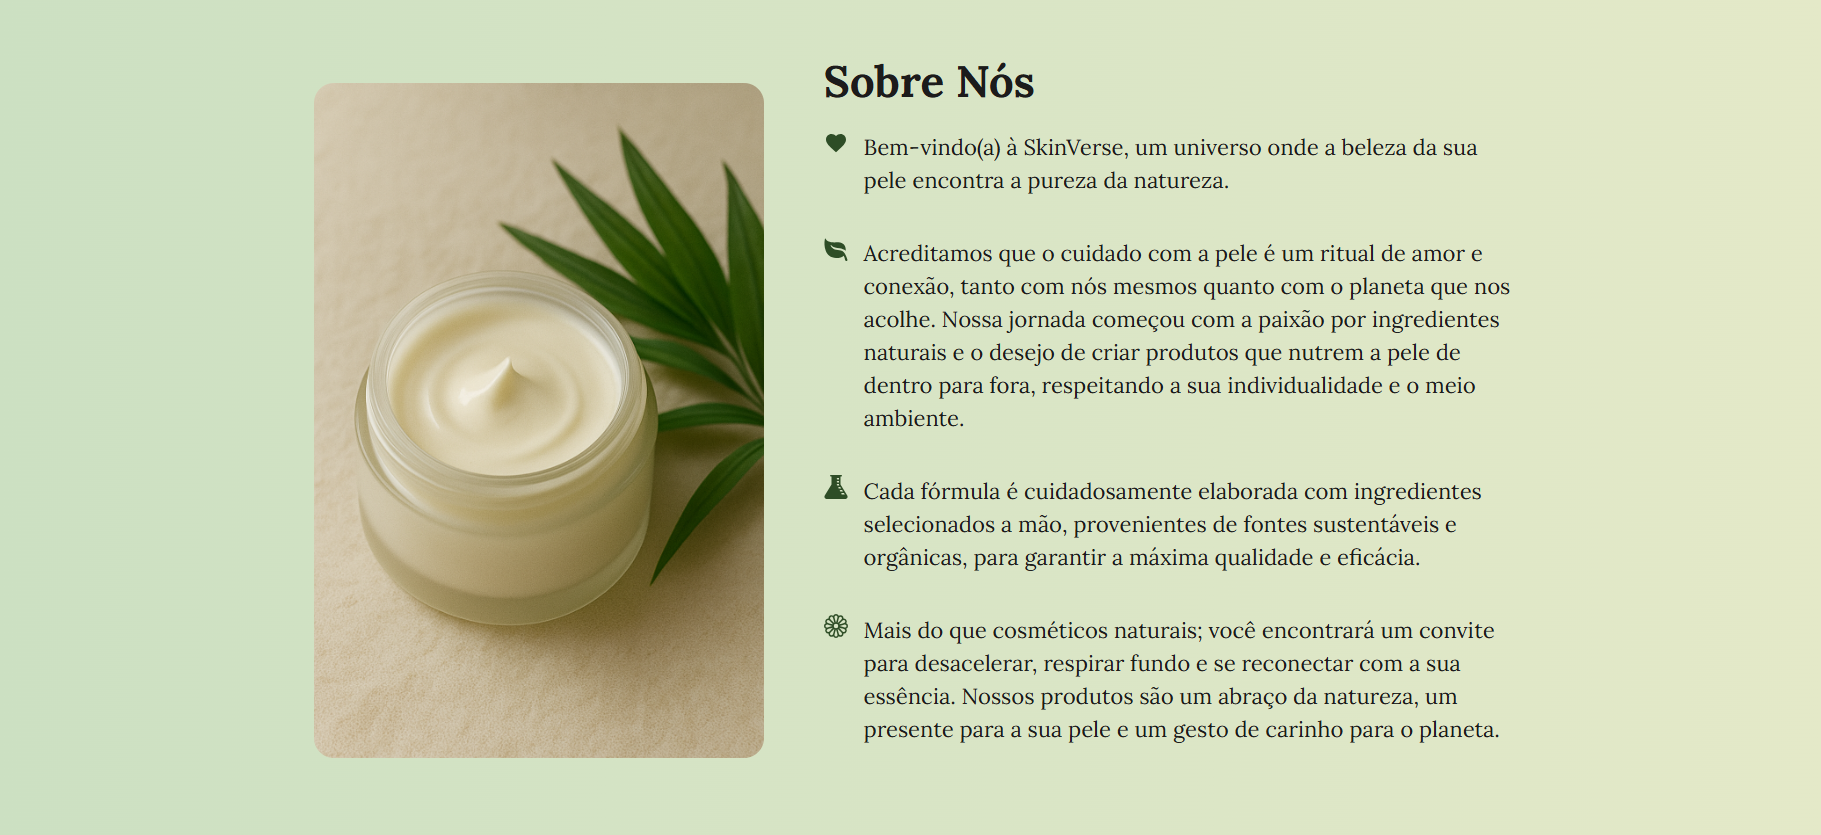 Sobre Nós
Bem-vindo(a) à SkinVerse, um universo onde a beleza da sua
pele encontra a pureza da natureza.
Acreditamos que o cuidado com a pele é um ritual de amor e
conexão, tanto com nós mesmos quanto com o planeta que nos
acolhe. Nossa jornada começou com a paixão por ingredientes
naturais e o desejo de criar produtos que nutrem a pele de
dentro para fora, respeitando a sua individualidade e o meio
ambiente.
Cada fórmula é cuidadosamente elaborada com ingredientes
selecionados a mão, provenientes de fontes sustentáveis e
orgânicas, para garantir a máxima qualidade e eficácia.
Mais do que cosméticos naturais; você encontrará um convite
para desacelerar, respirar fundo e se reconectar com a sua
essência. Nossos produtos são um abraço da natureza, um
presente para a sua pele e um gesto de carinho para o planeta.